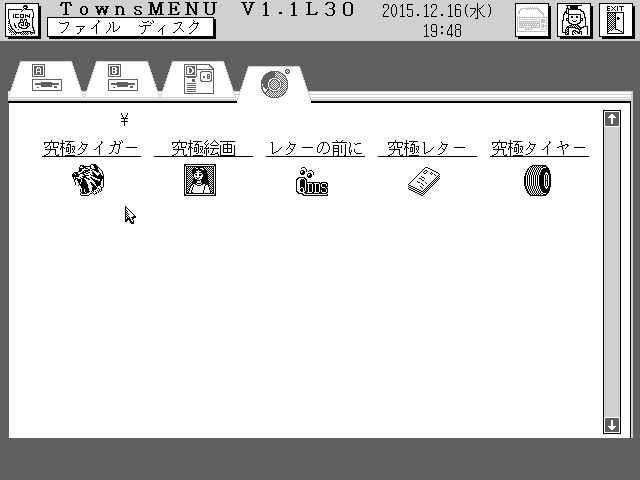 TownsMENU V1.1L30 2015.12.16(水)
19:48
ICON
EXIT
ファイル ディスク
A
B
D
B
¥
究極タイガー 究極絵画 レターの前に 究極レター 究極タイヤー
QDDS